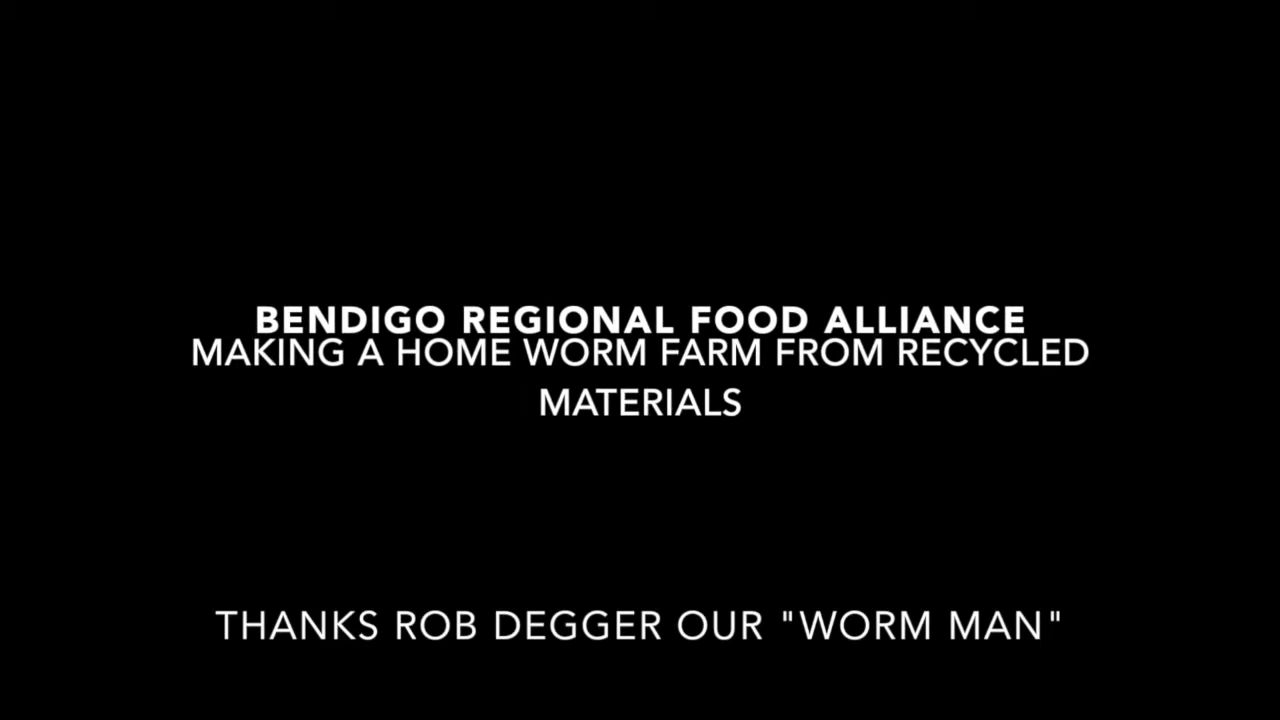 BENDIGO REGIONAL FOOD ALLIANCE
MAKING A HOME WORM FARM FROM RECYCLED
MATERIALS
THANKS ROB DEGGER OUR "WORM MAN"